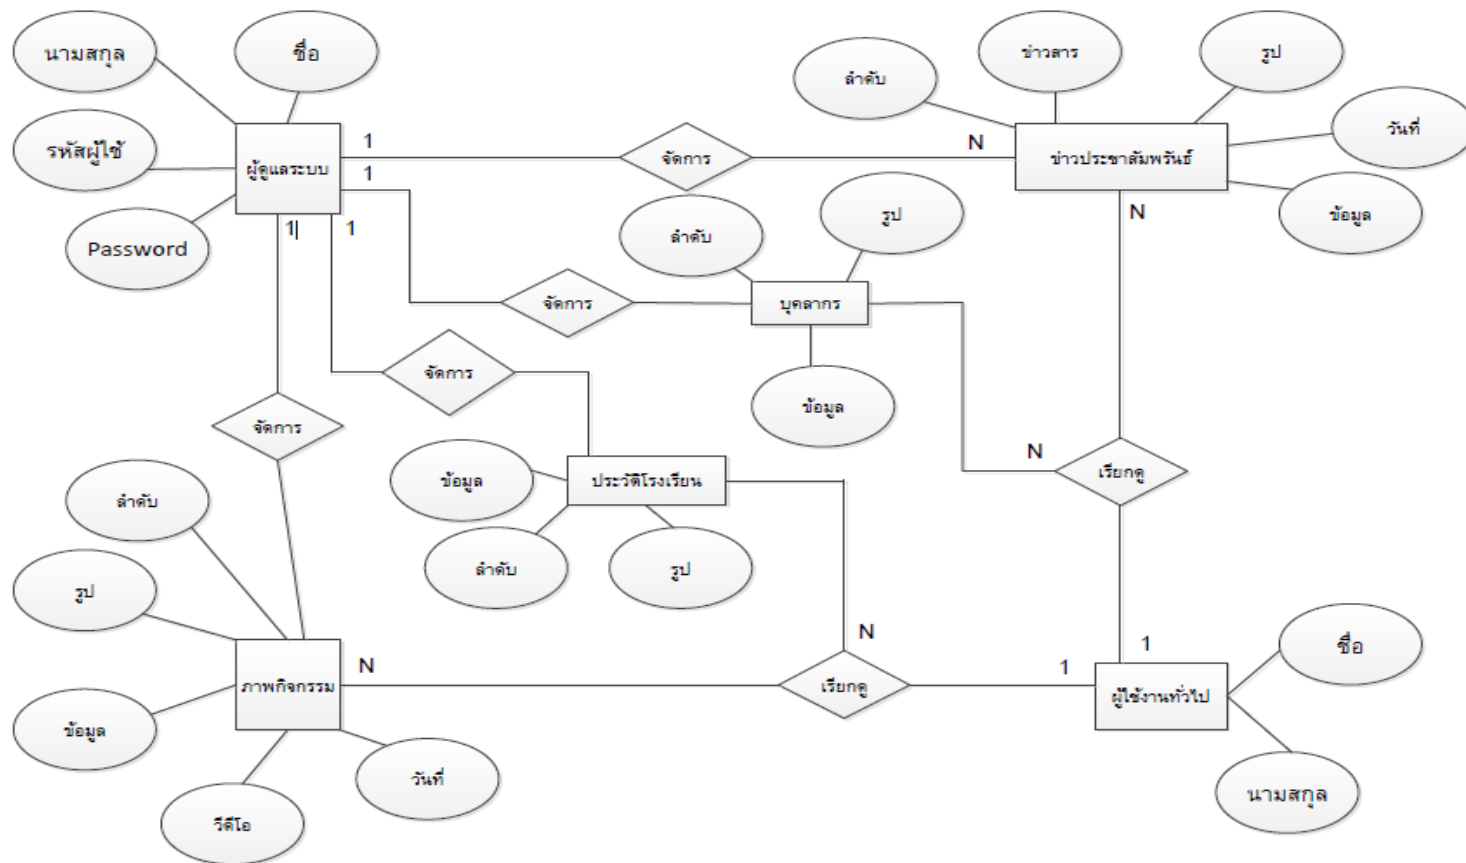 นามสกุล
ชื่อ
ข่าวสาร
รูป
ลำดับ
วันที่
รหัสผู้ใช้
ผู้ดูแลระบบ
1
จัดการ
N
ข่าวประชาสัมพรันธ์
1
ข้อมูล
Password
1
1
ลำดับ
รูป
N
จัดการ
บุคลากร
จัดการ
ข้อมูล
จัดการ
N
เรียกดู
ข้อมูล
ประวัติโรงเรียน
ลำดับ
ลำดับ
รูป
รูป
N
1
ชื่อ
N
1
ภาพกิจกรรม
เรียกดู
ผู้ใช้งานทั่วไป
ข้อมูล
วันที่
นามสกุล
วีดีโอ